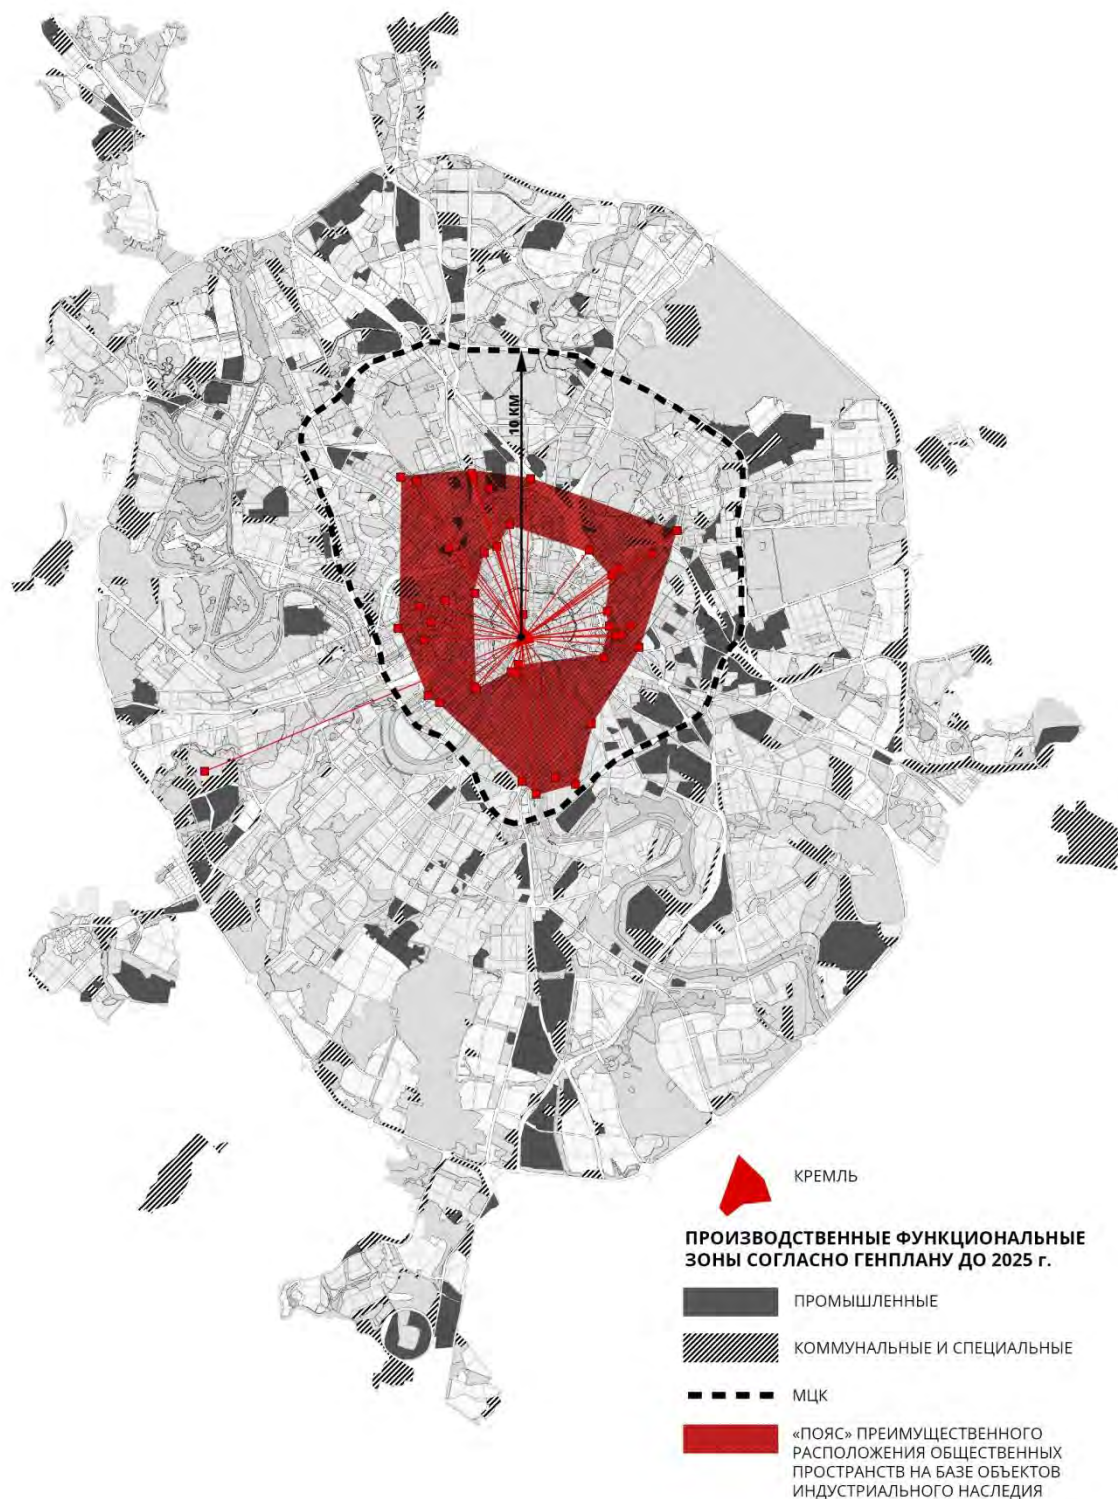 10 КМ
КРЕМЛЬ
ПРОИЗВОДСТВЕННЫЕ ФУНКЦИОНАЛЬНЫЕ
ЗОНЫ СОГЛАСНО ГЕНПЛАНУ ДО 2025 г.
ПРОМЫШЛЕННЫЕ
КОММУНАЛЬНЫЕ И СПЕЦИАЛЬНЫЕ
МЦК
«ПОЯС» ПРЕИМУЩЕСТВЕННОГО
РАСПОЛОЖЕНИЯ ОБЩЕСТВЕННЫХ
ПРОСТРАНСТВ НА БАЗЕ ОБЪЕКТОВ
ИНДУСТРИАЛЬНОГО НАСЛЕДИЯ